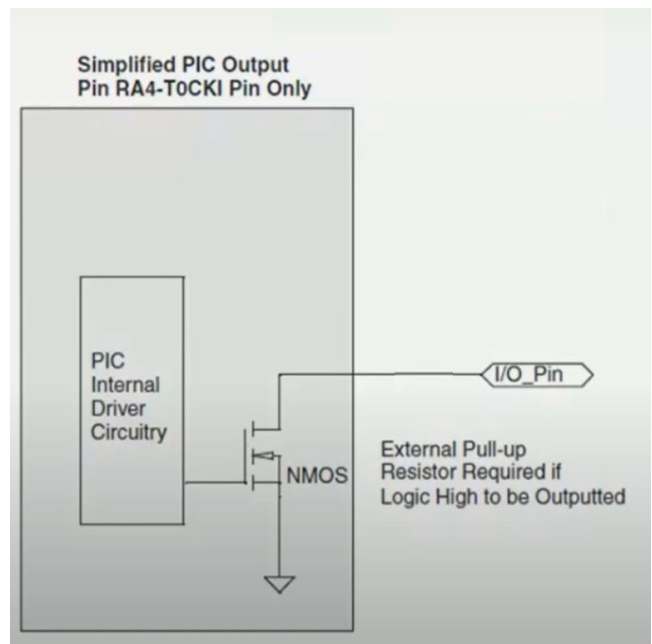 Simplified PIC Output
Pin RA4-T0CKI Pin Only
PIC
Internal
Driver
Circuitry
I/O_Pin
NMOS
External Pull-up
Resistor Required if
Logic High to be Outputted